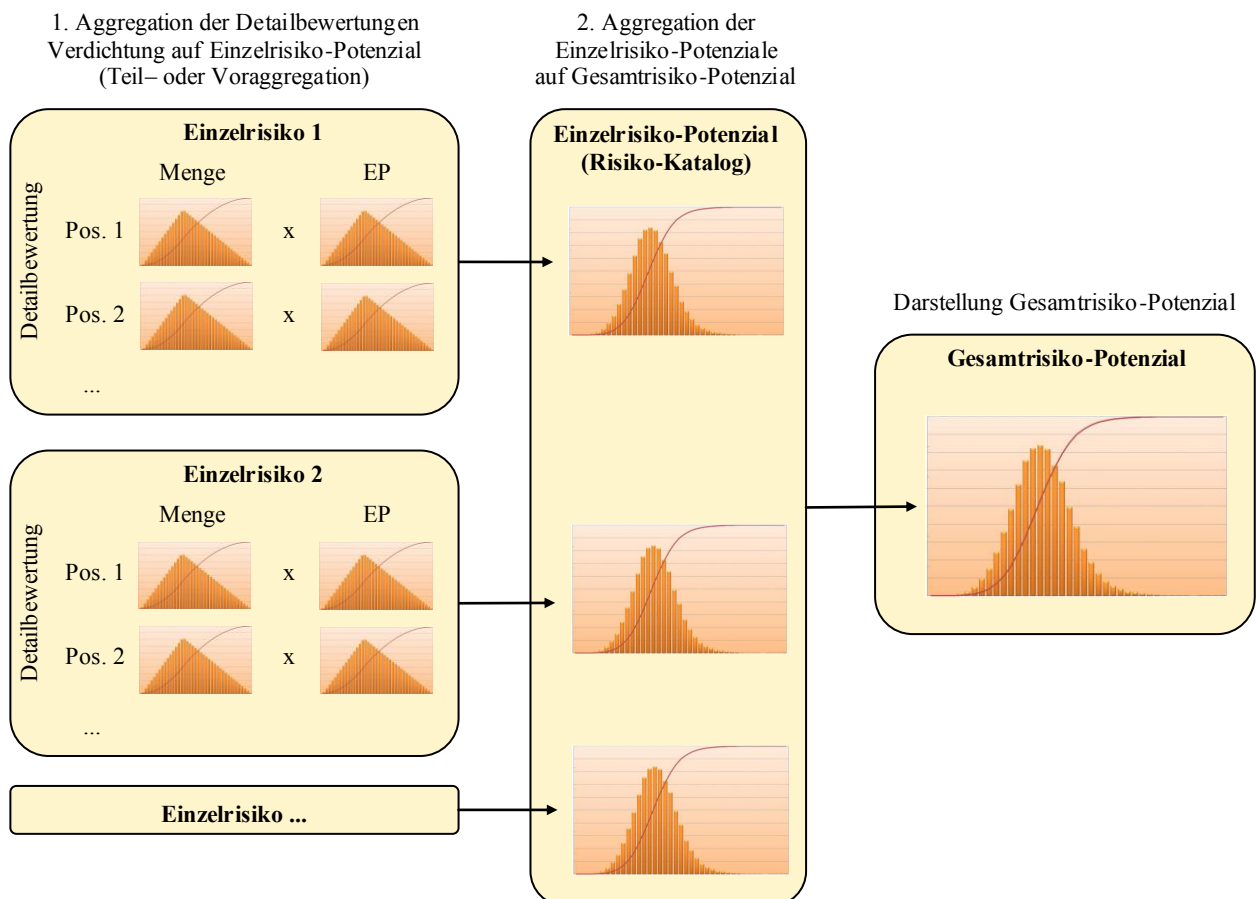 1. Aggregation der Detailbewertungen
Verdichtung auf Einzelrisiko-Potenzial
(Teil– oder Voraggregation)
2. Aggregation der
Einzelrisiko-Potenziale
auf Gesamtrisiko-Potenzial
Einzelrisiko 1
Detailbewertung
Menge EP
Pos. 1 x
Pos. 2 x
...
Einzelrisiko 2
Detailbewertung
Menge EP
Pos. 1 x
Pos. 2 x
...
Einzelrisiko ...
Einzelrisiko-Potenzial
(Risiko-Katalog)
Darstellung Gesamtrisiko-Potenzial
Gesamtrisiko-Potenzial